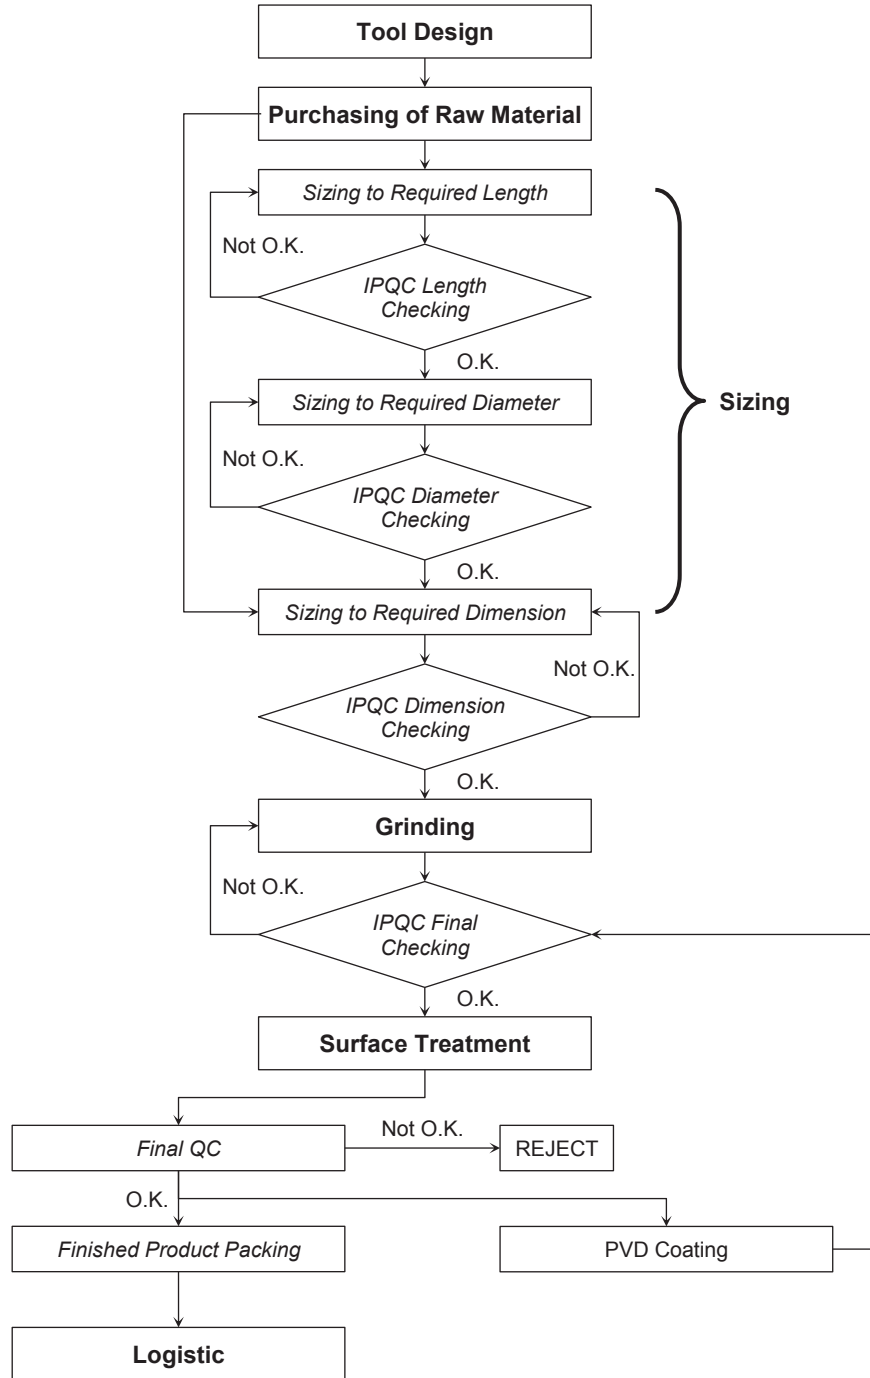 Tool Design
Purchasing of Raw Material
Sizing to Required Length
Not O.K.
IPQC Length
Checking
O.K.
Sizing to Required Diameter
Sizing
Not O.K.
IPQC Diameter
Checking
O.K.
Sizing to Required Dimension
Not O.K.
IPQC Dimension
Checking
O.K.
Grinding
Not O.K.
IPQC Final
Checking
O.K.
Surface Treatment
Final QC
Not O.K.
REJECT
O.K.
Finished Product Packing
PVD Coating
Logistic